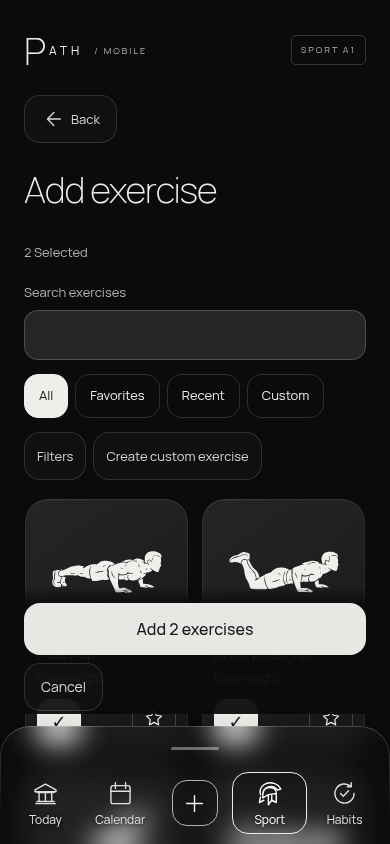 PATH / MOBILE SPORT A1
Back
Add exercise
2 Selected
Search exercises
All Favorites Recent Custom
Filters Create custom exercise
Add 2 exercises
Cancel
Today Calendar Sport Habits